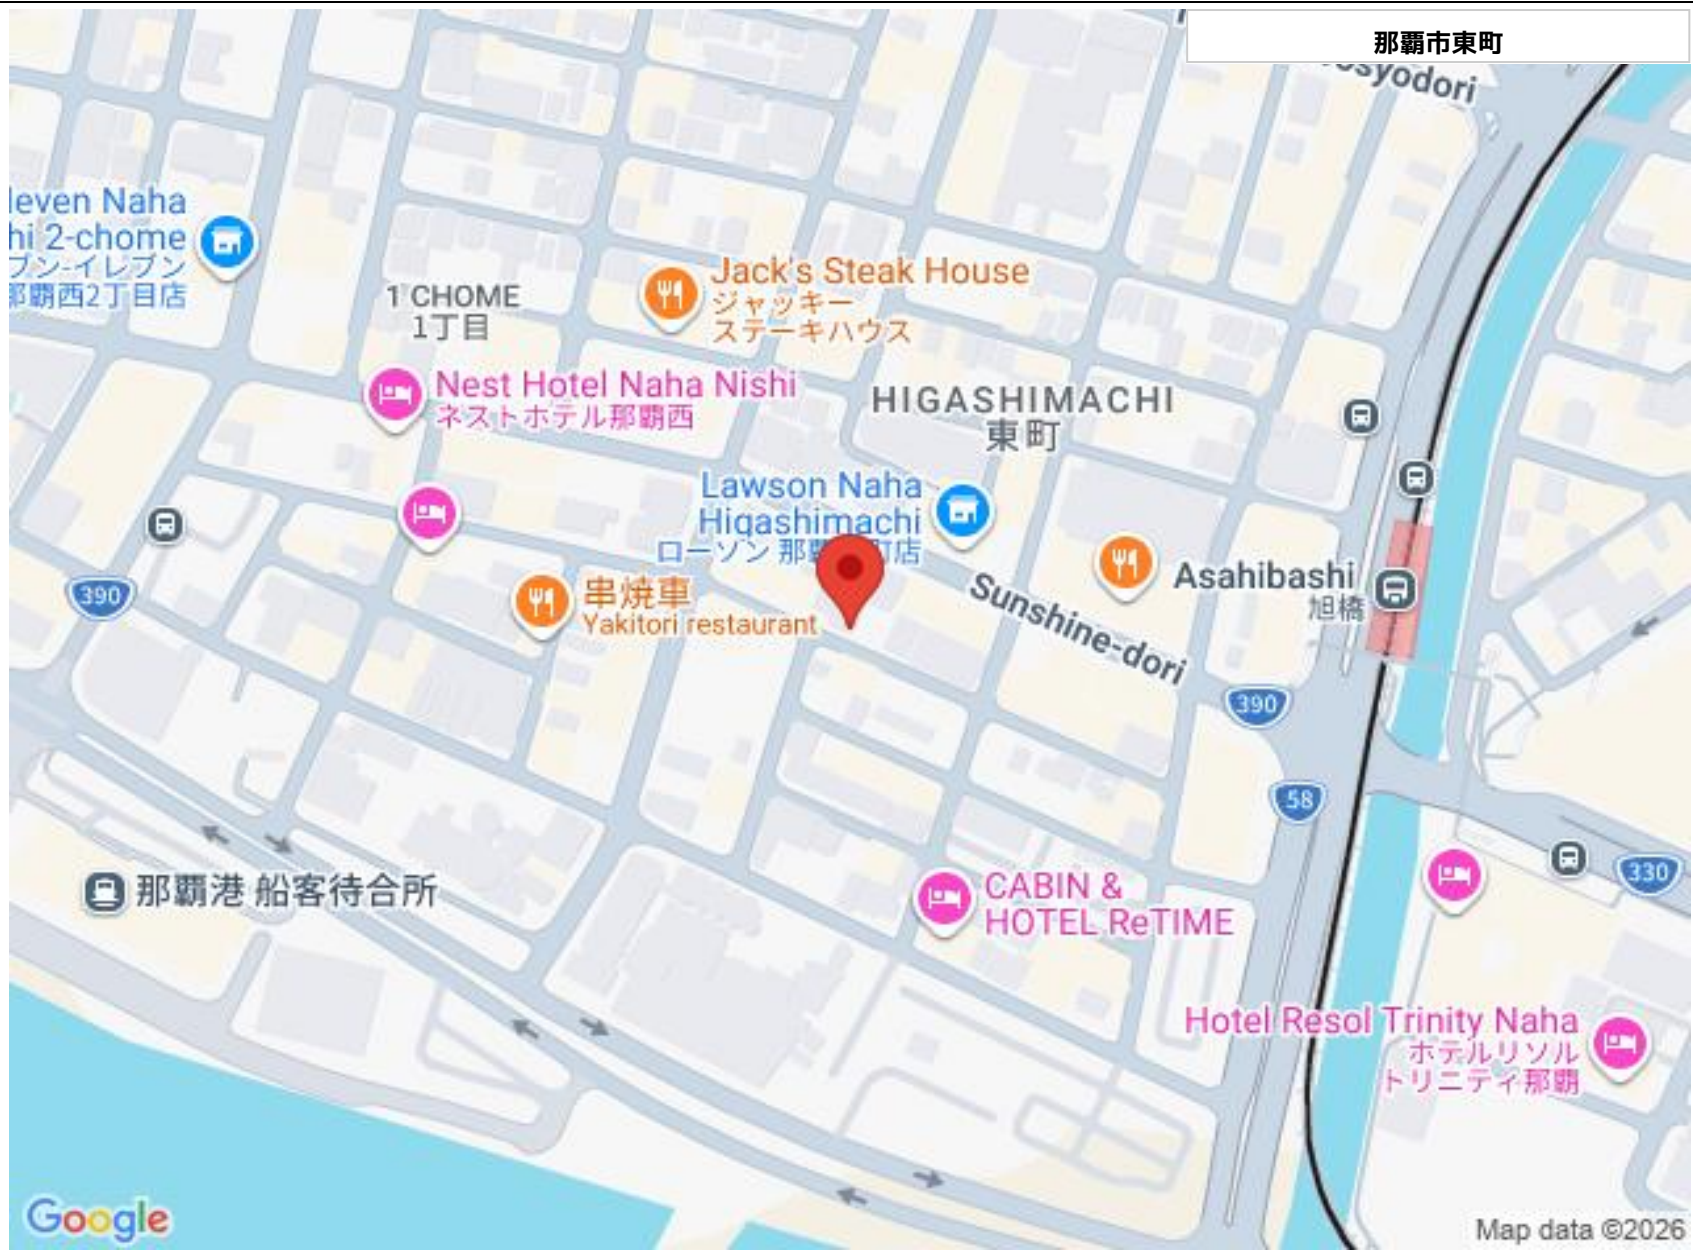 那覇市東町
osyodori
leven Naha
hi 2-chome
ブン-イレブン
那覇西2丁目店
1 CHOME
1丁目
Jack's Steak House
ジャッキー
ステーキハウス
Nest Hotel Naha Nishi
ネストホテル那覇西
HIGASHIMACHI
東町
Lawson Naha
Higashimachi
ローソン 那覇 町店
串焼車
Yakitori restaurant
Sunshine-dori
Asahibashi
旭橋
390
390
58
330
那覇港 船客待合所
CABIN &
HOTEL ReTIME
Hotel Resol Trinity Naha
ホテルリソル
トリニティ那覇
Google
Map data ©2026